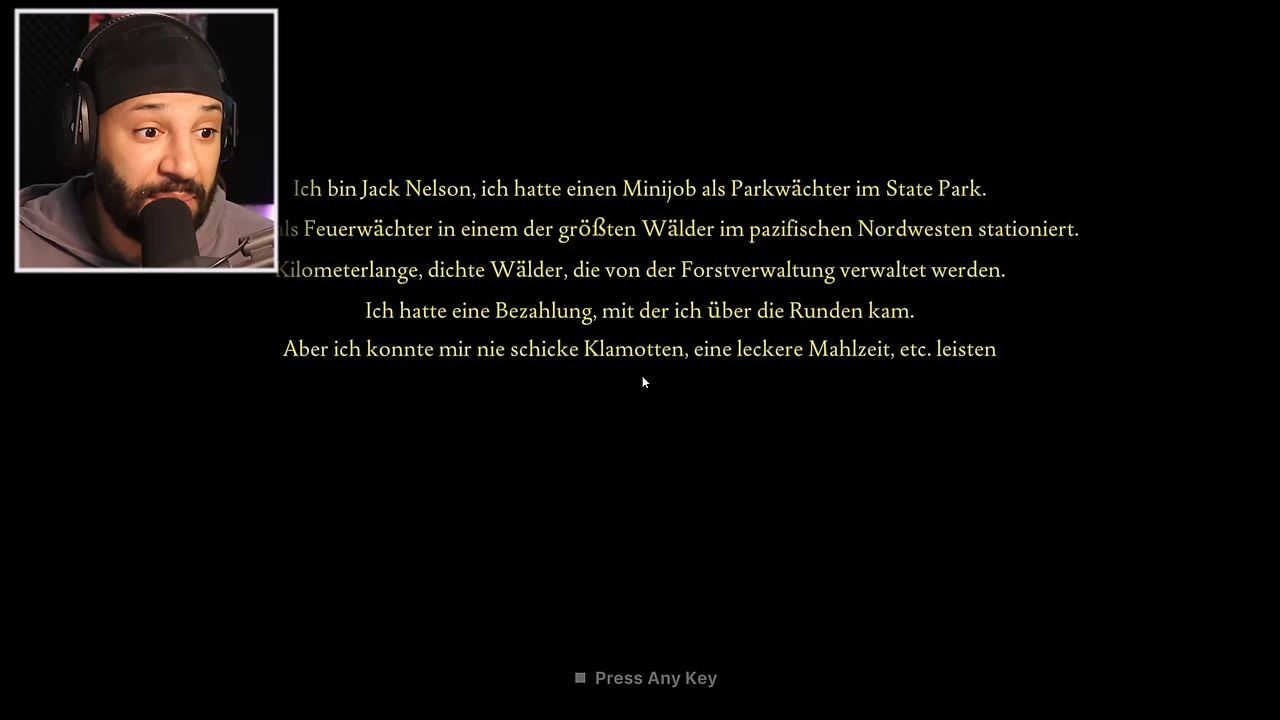 Ich bin Jack Nelson, ich hatte einen Minijob als Parkwächter im State Park.
Feuerwächter in einem der größten Wälder im pazifischen Nordwesten stationiert.
Kilometerlange, dichte Wälder, die von der Forstverwaltung verwaltet werden.
Ich hatte eine Bezahlung, mit der ich über die Runden kam.
Aber ich konnte mir nie schicke Klamotten, eine leckere Mahlzeit, etc. leisten
Press Any Key